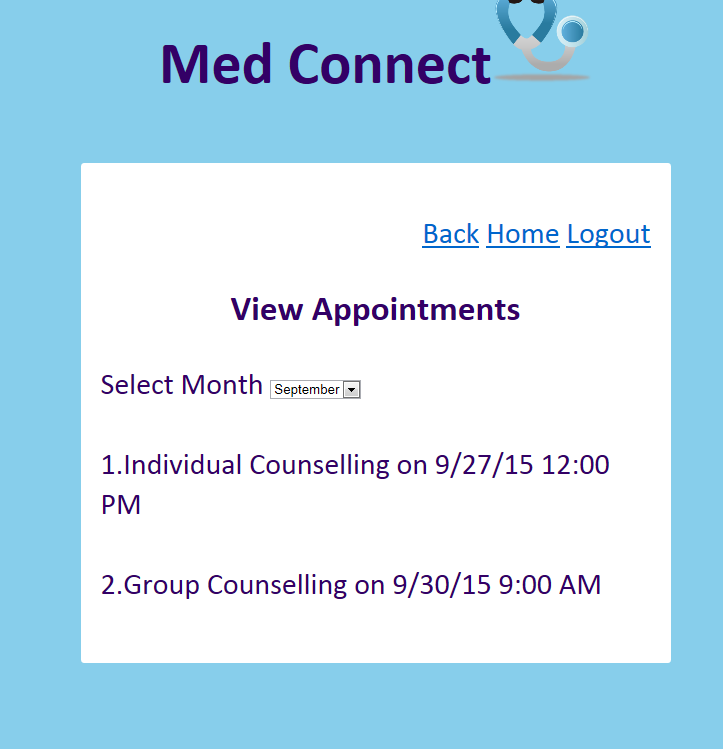 Med Connect
Back Home Logout
View Appointments
Select Month September
1.Individual Counselling on 9/27/15 12:00
PM
2.Group Counselling on 9/30/15 9:00 AM